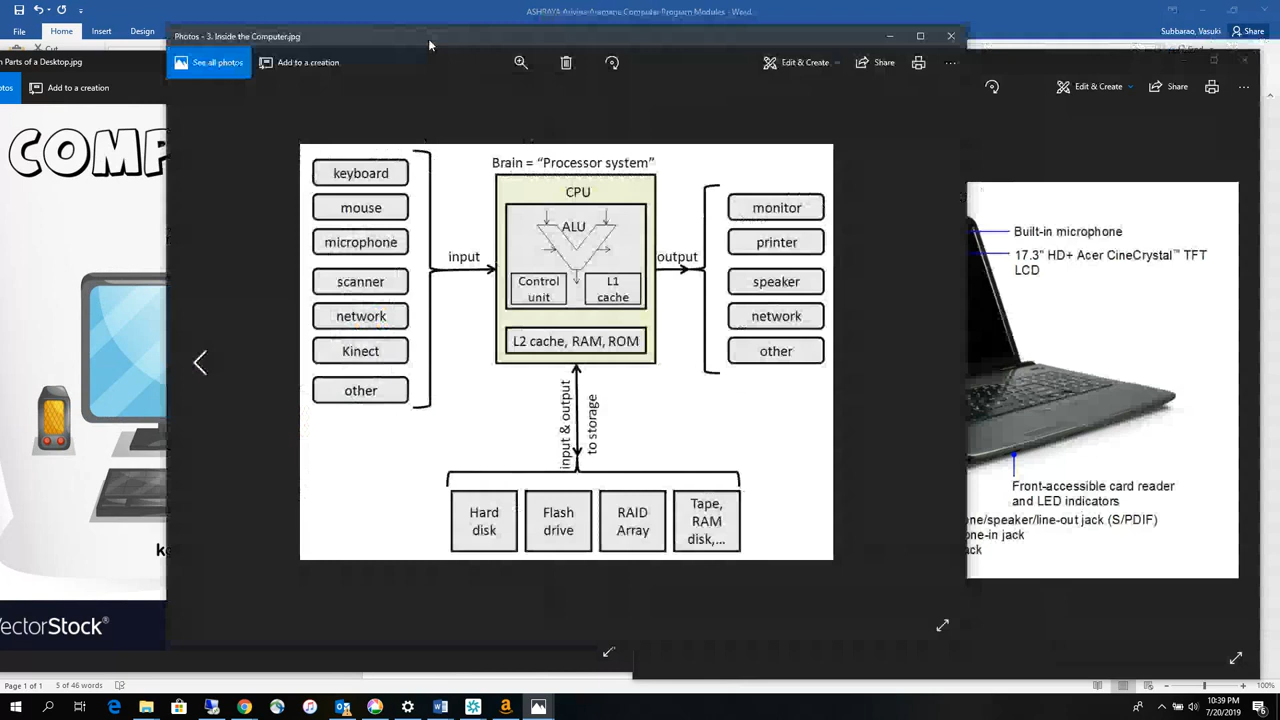 File
Home
Insert
Design
Subbarao, Vasuki
Share
Photos - 3. Inside the Computer.jpg
Parts of a Desktop.jpg
See all photos
Add to a creation
Edit & Create
Share
Add to a creation
Edit & Create
Share
COMP
Brain = “Processor system”
CPU
ALU
Control
unit
L1
cache
L2 cache, RAM, ROM
keyboard
mouse
microphone
scanner
network
Kinect
other
input
output
monitor
printer
speaker
network
other
input & output
to storage
Hard
disk
Flash
drive
RAID
Array
Tape,
RAM
disk,...
Built-in microphone
17.3" HD+ Acer CineCrystal™ TFT
LCD
Front-accessible card reader
and LED indicators
one/speaker/line-out jack (S/PDIF)
one-in jack
ack
ke
VectorStock®
Page 1 of 1
5 of 46 words
100%
10:39 PM
7/20/2019